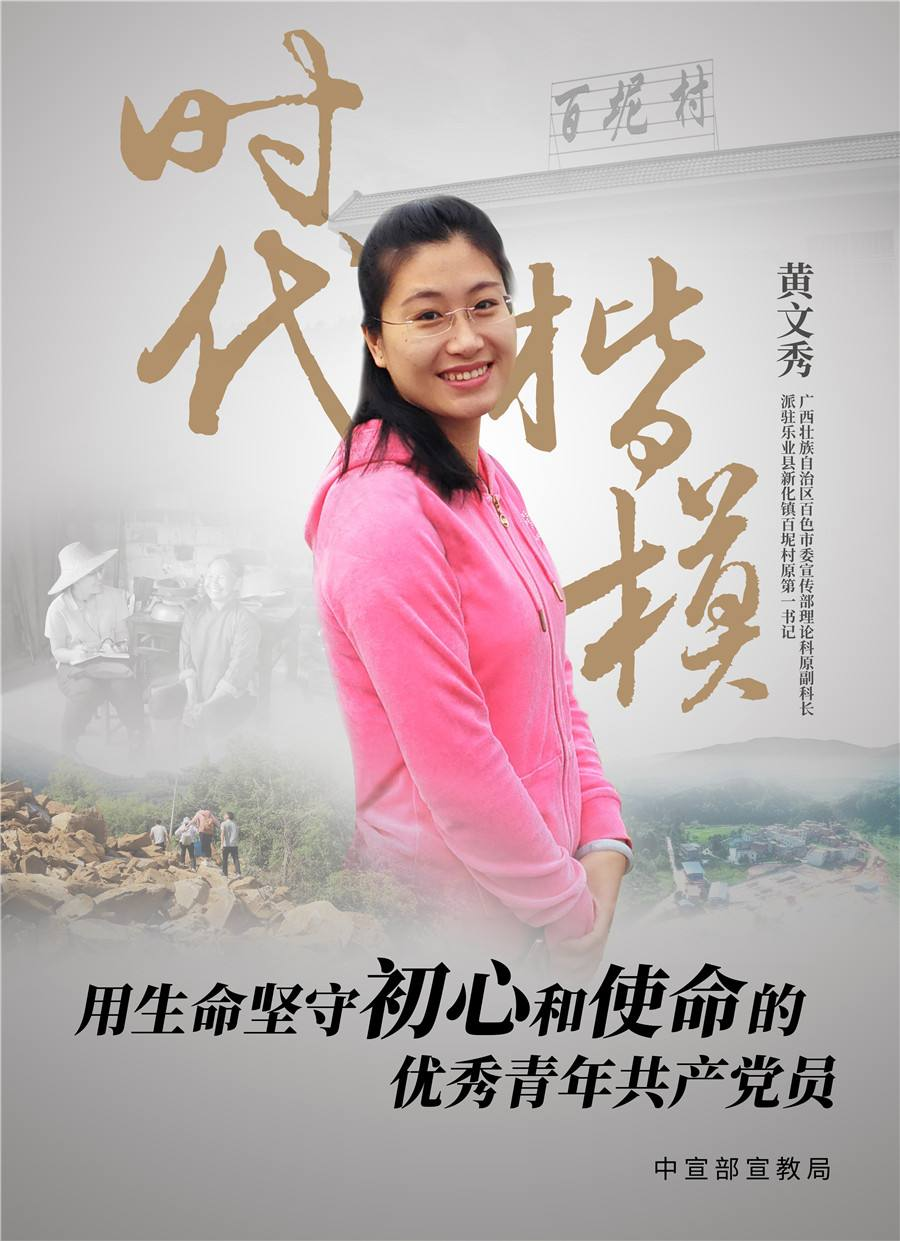 时代楷模
百坭村
黄文秀
广西壮族自治区百色市委宣传部理论科原副科长
派驻乐业县新化镇百坭村原第一书记
用生命坚守初心和使命的
优秀青年共产党员
中宣部宣教局